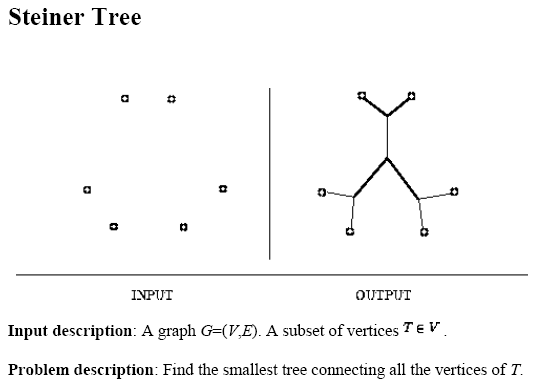 Steiner Tree
INPUT
OUTPUT
Input description: A graph G=(V,E). A subset of vertices T ∈ V .
Problem description: Find the smallest tree connecting all the vertices of T.